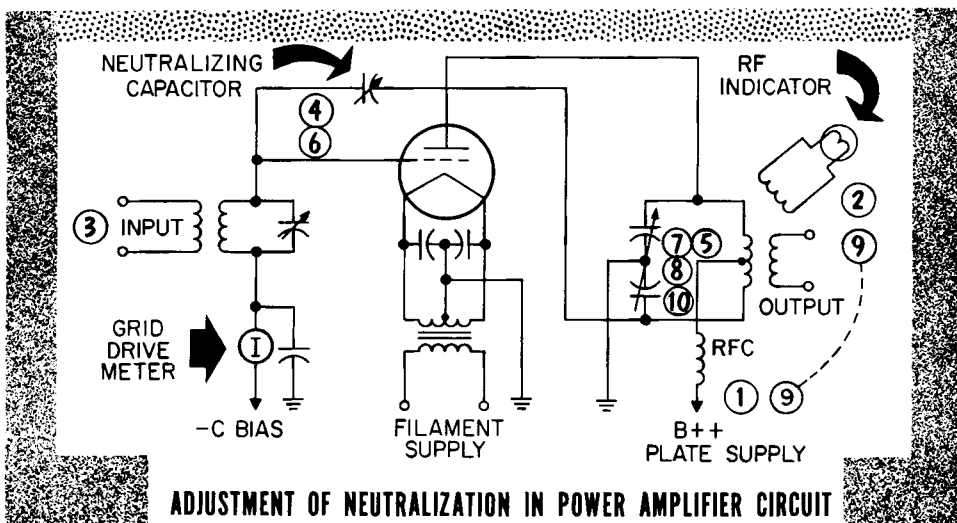 NEUTRALIZING
CAPACITOR
RF
INDICATOR
4
6
3 INPUT
2
7 5
8
9
10
OUTPUT
GRID
DRIVE
METER
I
RFC
1 9
-C BIAS
FILAMENT
SUPPLY
B++
PLATE SUPPLY
ADJUSTMENT OF NEUTRALIZATION IN POWER AMPLIFIER CIRCUIT